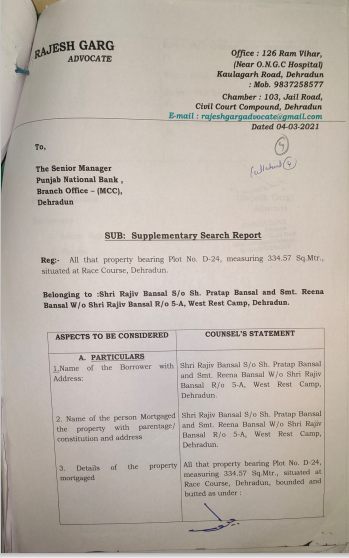 RAJESH GARG
ADVOCATE
Office : 126 Ram Vihar,
(Near O.N.G.C Hospital)
Kaulagarh Road, Dehradun
: Mob. 9837258577
Chamber : 103, Jail Road,
Civil Court Compound, Dehradun
E-mail : rajeshgargadvocate@gmail.com
Dated 04-03-2021
To,
The Senior Manager
Punjab National Bank ,
Branch Office – (MCC),
Dehradun
SUB: Supplementary Search Report
Reg:- All that property bearing Plot No. D-24, measuring 334.57 Sq.Mtr.,
situated at Race Course, Dehradun.
Belonging to :Shri Rajiv Bansal S/o Sh. Pratap Bansal and Smt. Reena
Bansal W/o Shri Rajiv Bansal R/o 5-A, West Rest Camp, Dehradun.
ASPECTS TO BE CONSIDERED
COUNSEL'S STATEMENT
A. PARTICULARS
1.Name of the Borrower with
Address:
Shri Rajiv Bansal S/o Sh. Pratap Bansal
and Smt. Reena Bansal W/o Shri Rajiv
Bansal R/o 5-A, West Rest Camp,
Dehradun.
2. Name of the person Mortgaged
the property with parentage/
constitution and address
Shri Rajiv Bansal S/o Sh. Pratap Bansal
and Smt. Reena Bansal W/o Shri Rajiv
Bansal R/o 5-A, West Rest Camp,
Dehradun.
3. Details of the property
mortgaged
All that property bearing Plot No. D-24,
measuring 334.57 Sq.Mtr., situated at
Race Course, Dehradun, bounded and
butted as under :